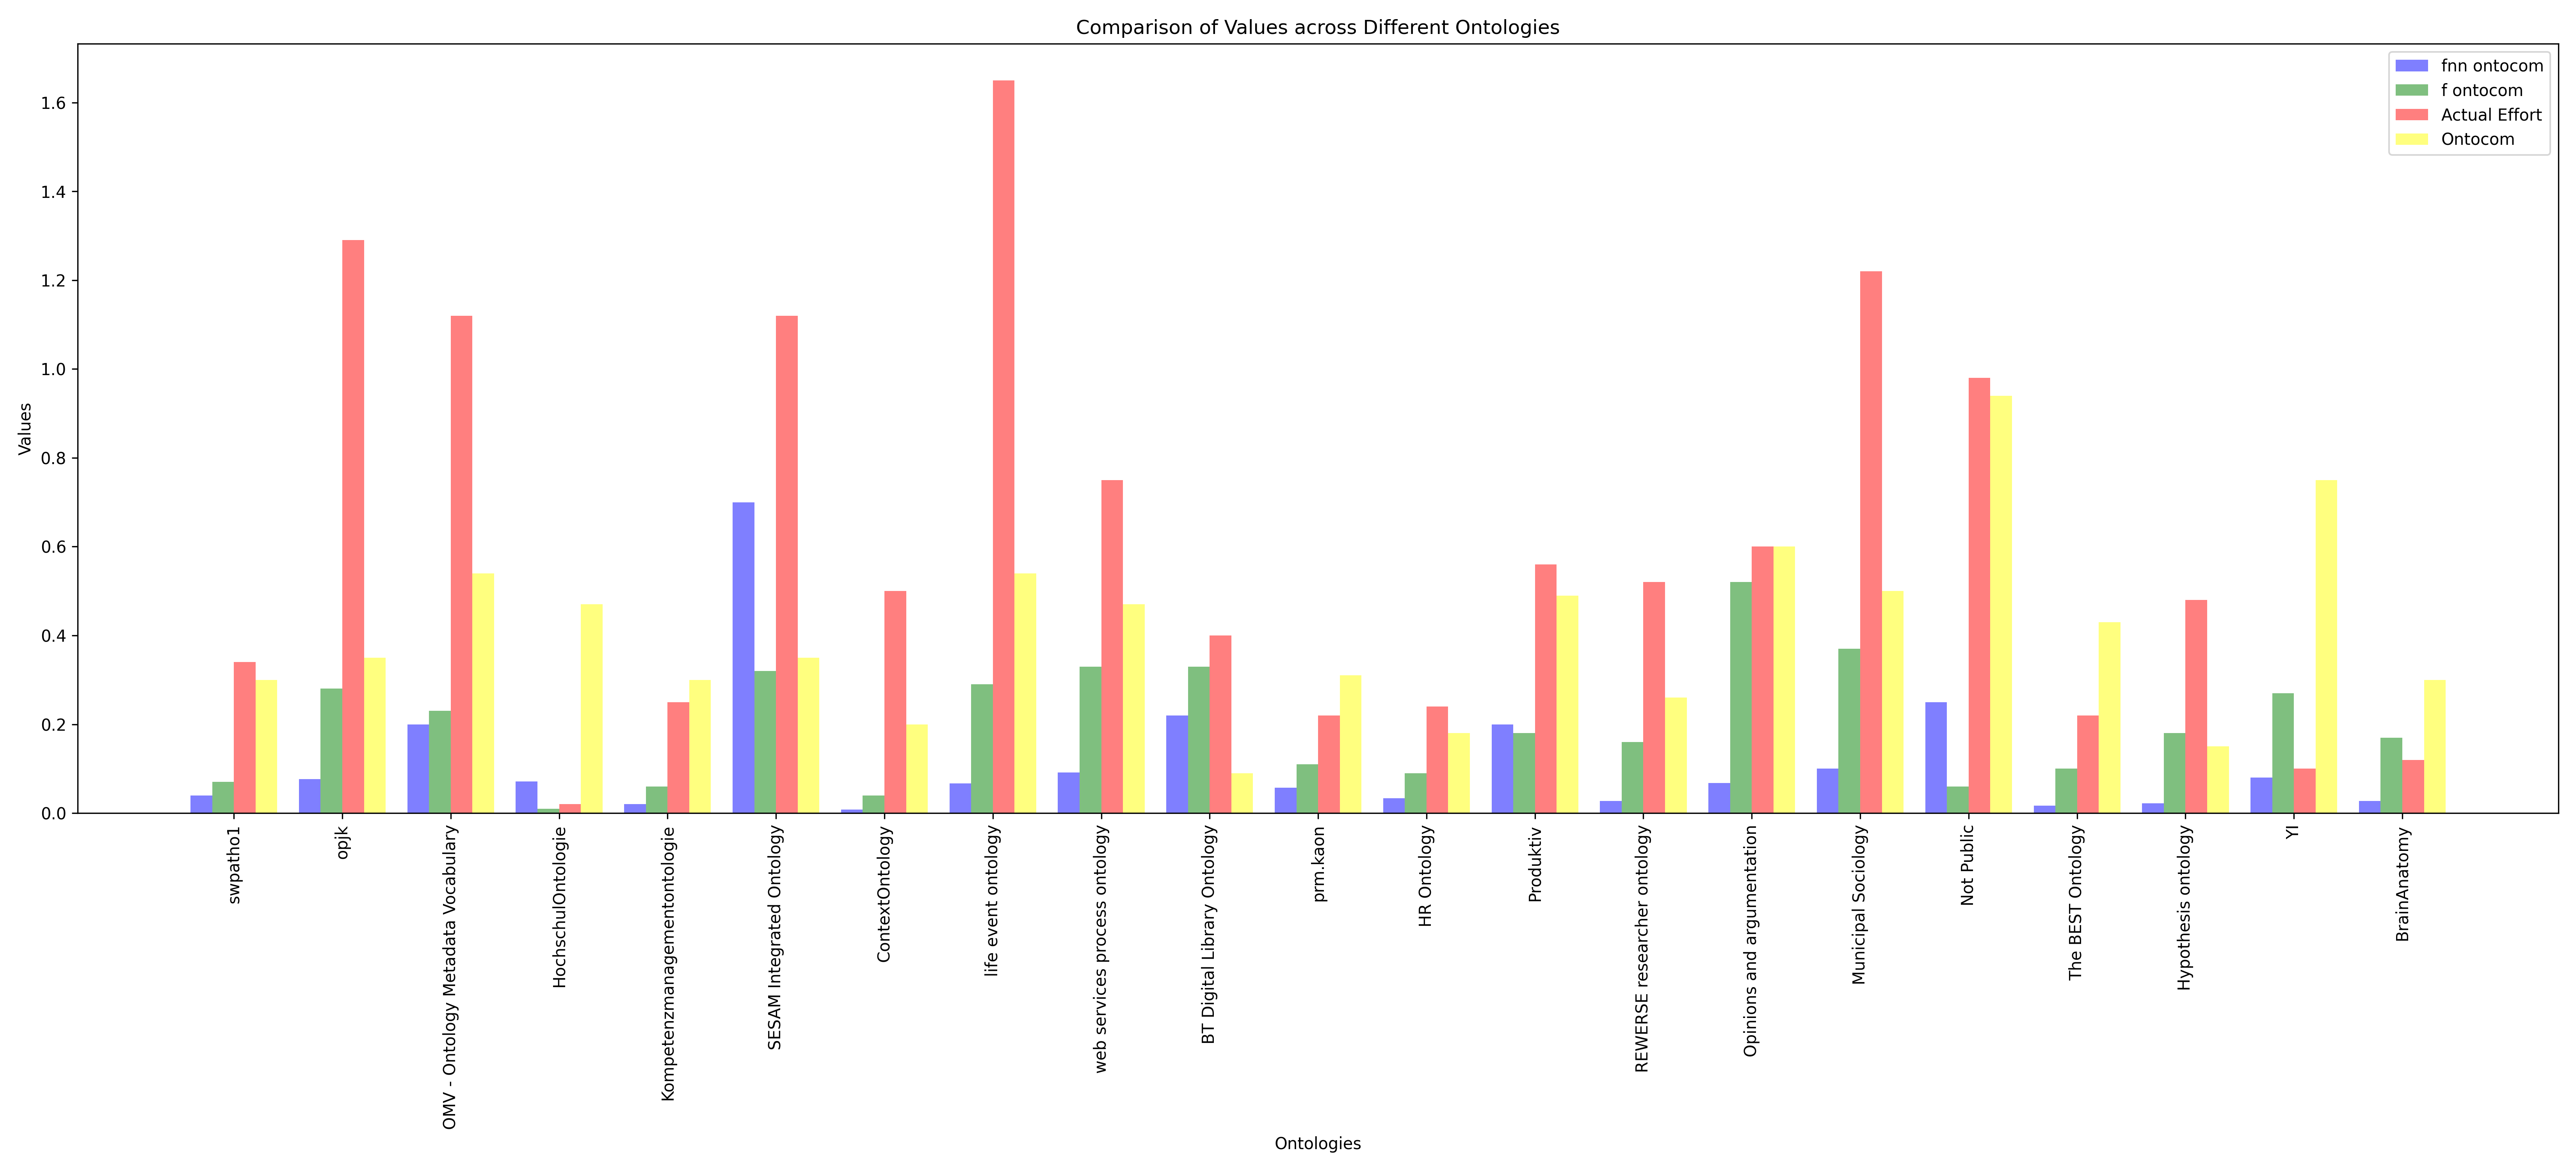 Comparison of Values across Different Ontologies
fnn ontocom
f ontocom
Actual Effort
Ontocom
Values
1.6
1.4
1.2
1.0
0.8
0.6
0.4
0.2
0.0
swpatho1
opjk
OMV - Ontology Metadata Vocabulary
HochschulOntologie
Kompetenzmanagementontologie
SESAM Integrated Ontology
ContextOntology
life event ontology
web services process ontology
BT Digital Library Ontology
prm.kaon
HR Ontology
Produktiv
REWERSE researcher ontology
Opinions and argumentation
Municipal Sociology
Not Public
The BEST Ontology
Hypothesis ontology
YI
BrainAnatomy
Ontologies